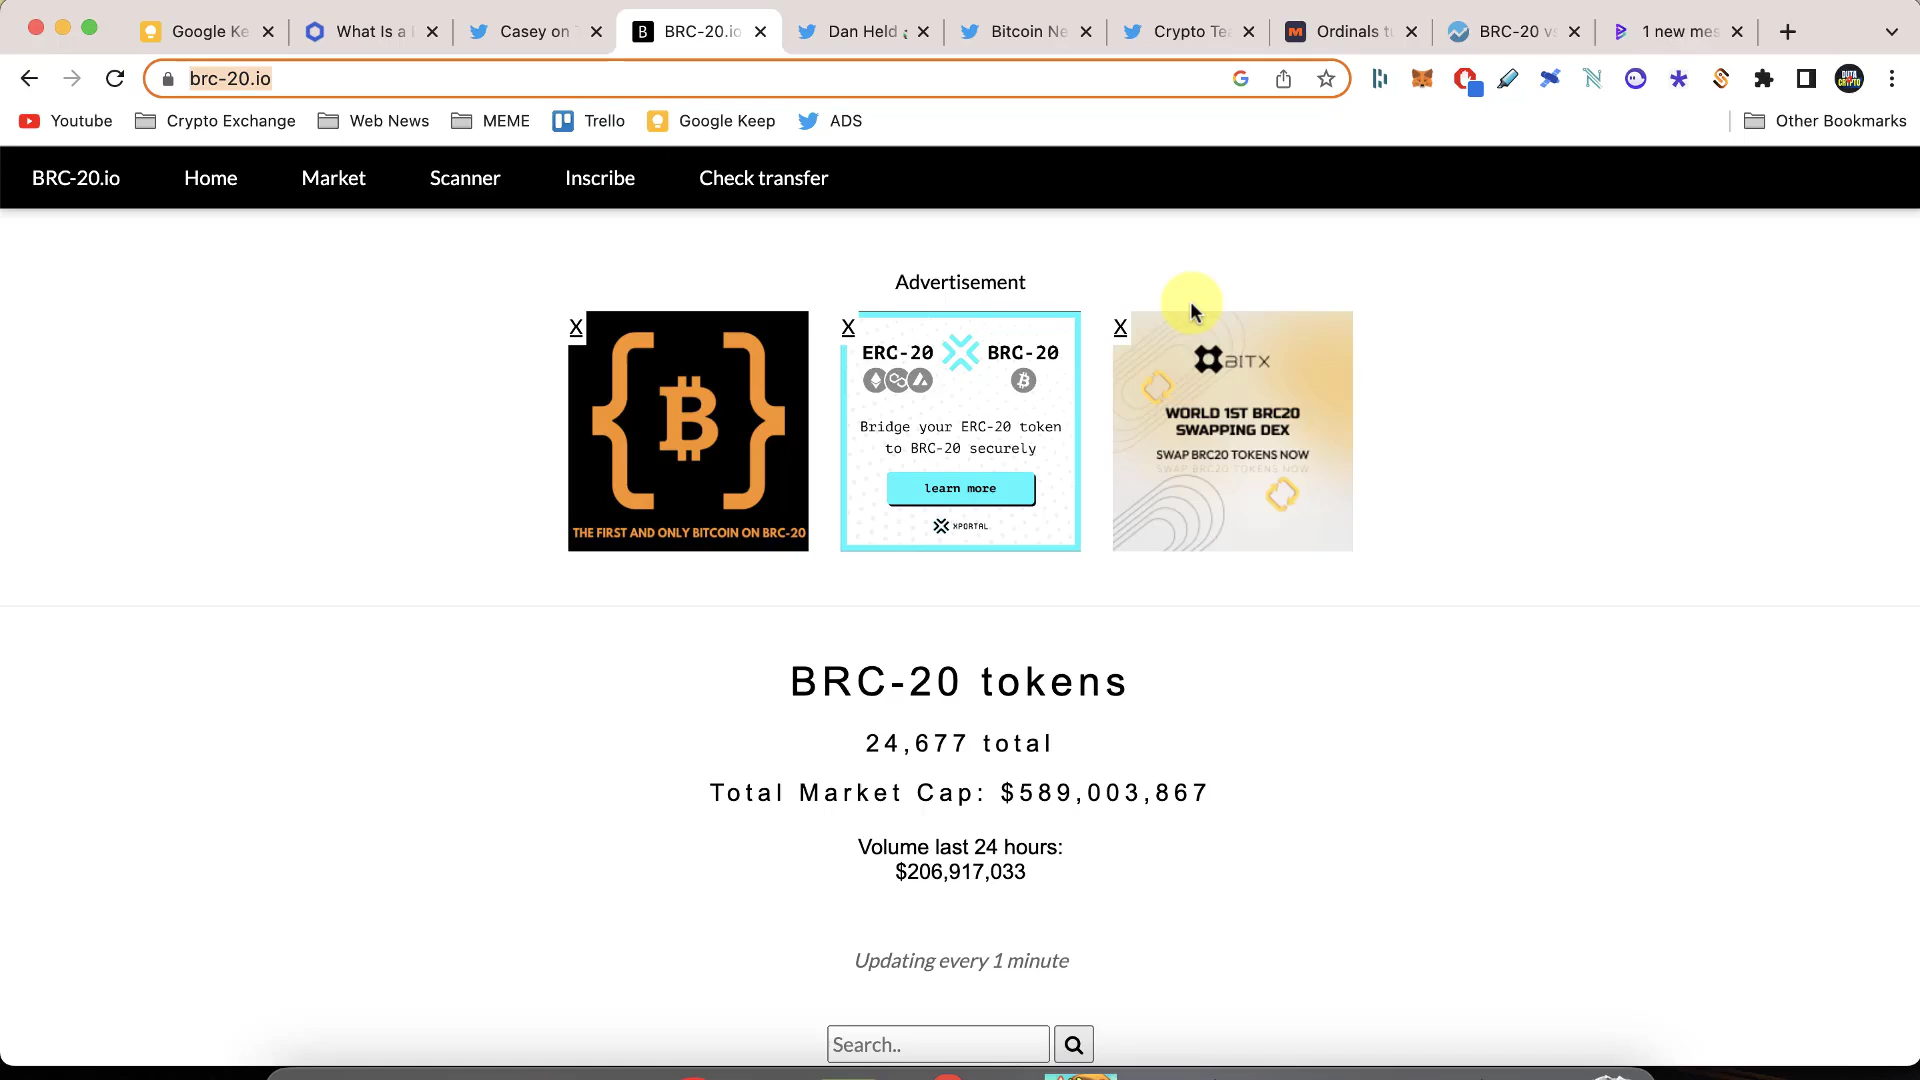 Google Ke
What Is a
Casey on
BRC-20.io
Dan Held
Bitcoin Ne
Crypto Te
Ordinals t
BRC-20 v
1 new mes
brc-20.io
Youtube
Crypto Exchange
Web News
MEME
Trello
Google Keep
ADS
Other Bookmarks
BRC-20.io
Home
Market
Scanner
Inscribe
Check transfer
Advertisement
X
THE FIRST AND ONLY BITCOIN ON BRC-20
X
ERC-20 BRC-20
Bridge your ERC-20 token
to BRC-20 securely
learn more
XPORTAL
X
BITX
WORLD 1ST BRC20
SWAPPING DEX
SWAP BRC20 TOKENS NOW
SWAP BRC20 TOKENS NOW
BRC-20 tokens
24,677 total
Total Market Cap: $589,003,867
Volume last 24 hours:
$206,917,033
Updating every 1 minute
Search..